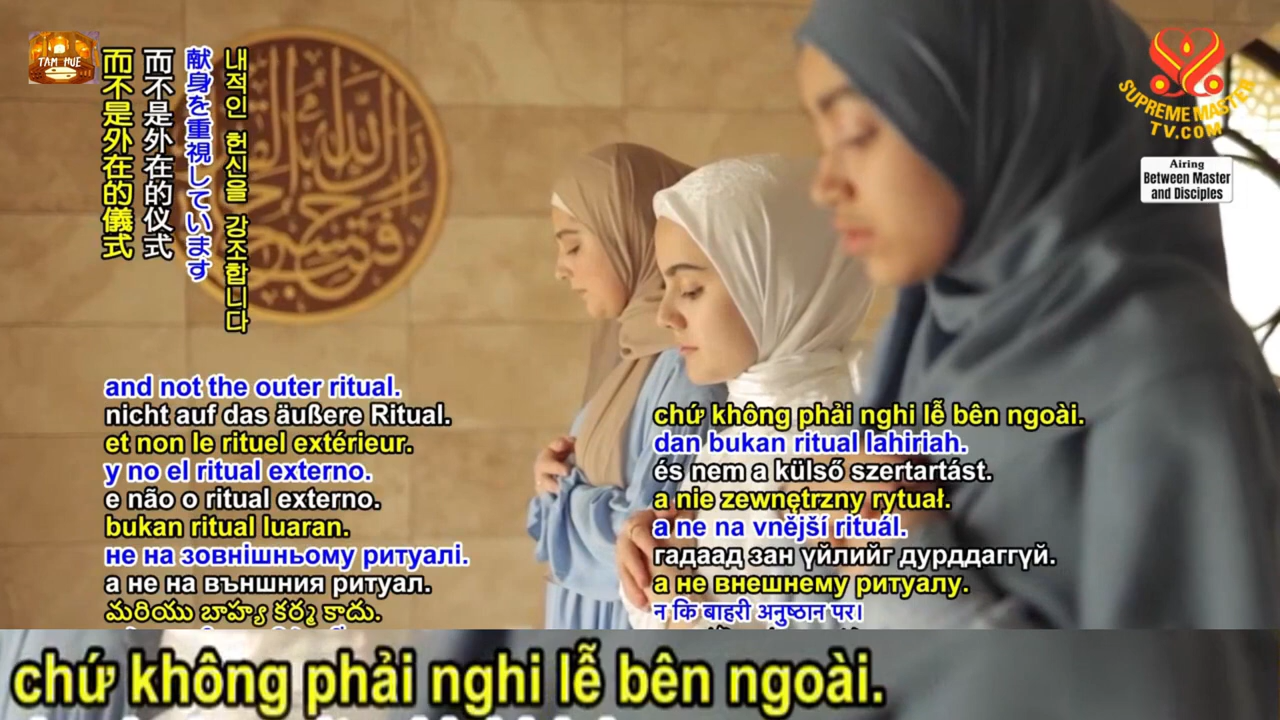 TAM HUE
而不是外在的儀式
而不是外在的仪式
献身を重視しています
내적인 헌신을 강조합니다
SUPREME MASTER
TV.COM
Airing
Between Master
and Disciples
and not the outer ritual.
nicht auf das äußere Ritual.
et non le rituel extérieur.
y no el ritual externo.
e não o ritual externo.
bukan ritual luaran.
не на зовнішньому ритуалі.
а не на външния ритуал.
మరియు బాహ్య కర్మ కాదు.
chứ không phải nghi lễ bên ngoài.
dan bukan ritual lahiriah.
és nem a külső szertartást.
a nie zewnętrzny rytuał.
a ne na vnější rituál.
гадаад зан үйлийг дурддаггүй.
а не внешнему ритуалу.
न कि बाहरी अनुष्ठान पर।
chứ không phải nghi lễ bên ngoài.